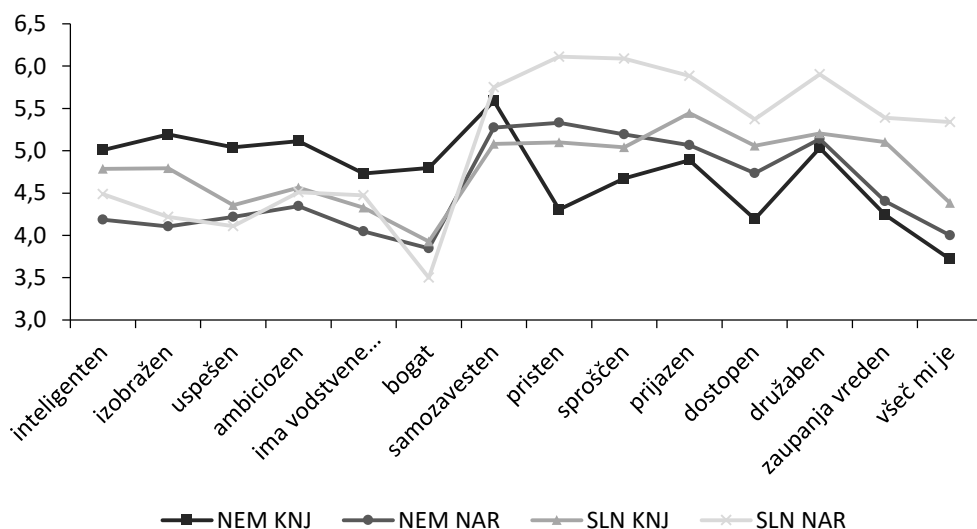 6,5
6,0
5,5
5,0
4,5
4,0
3,5
3,0
inteligenten
izobražen
uspešen
ambiciozen
ima vodstvene...
bogat
samozavesten
pristen
sproščen
prijazen
dostopen
družaben
zaupanja vreden
všeč mi je
NEM KNJ NEM NAR SLN KNJ SLN NAR